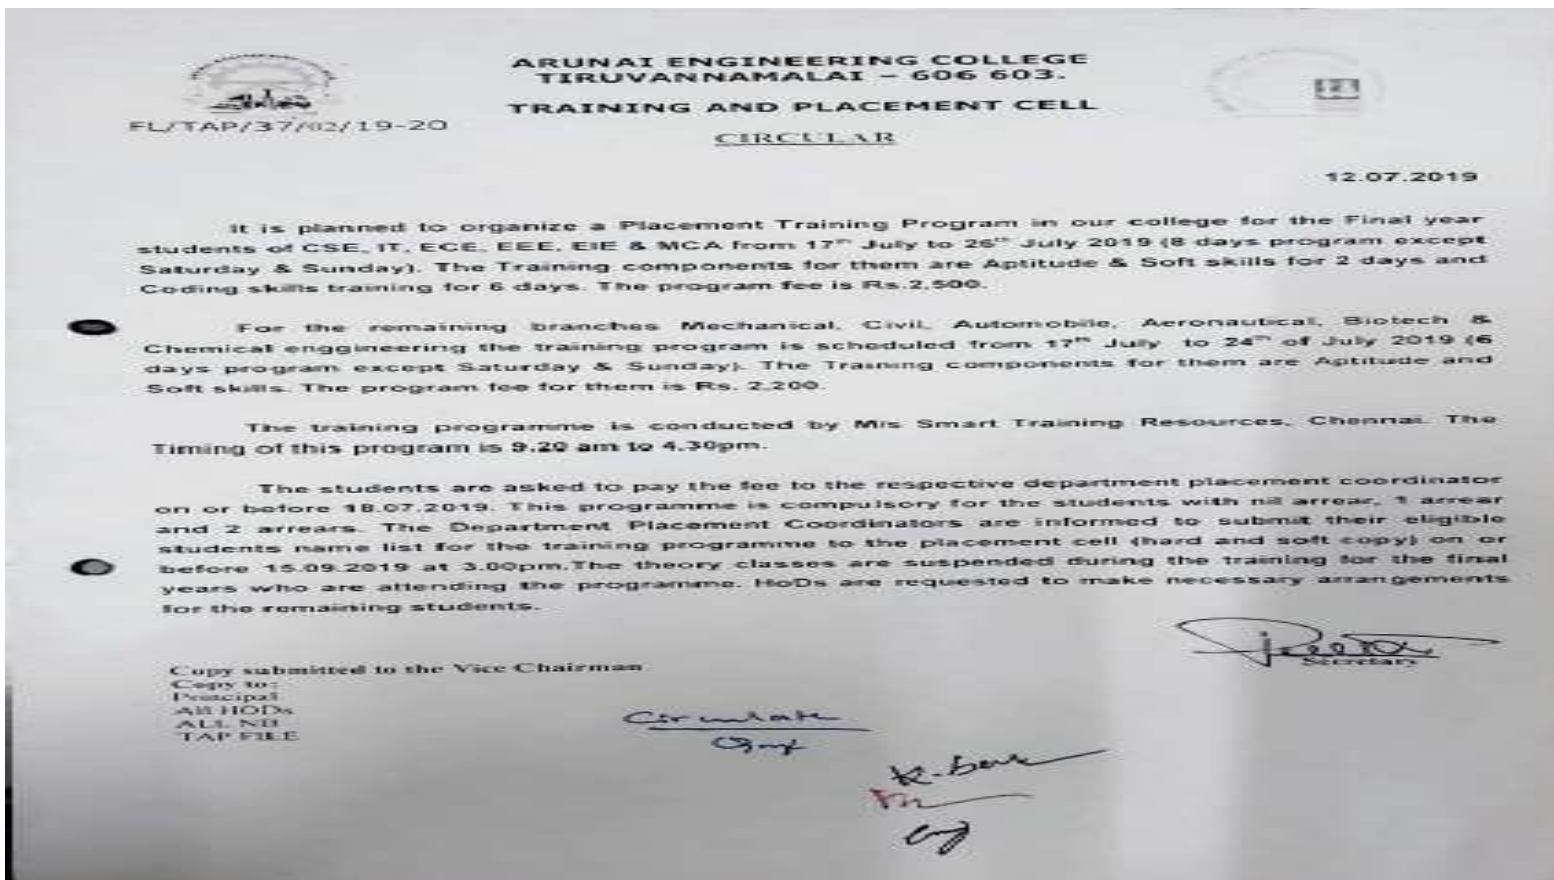 ARUNAI ENGINEERING COLLEGE
TIRUVANNAMALAI – 606 603.
TRAINING AND PLACEMENT CELL
FL/TAP/37/02/19-20
CIRCULAR
12.07.2019
It is planned to organize a Placement Training Program in our college for the Final year
students of CSE, IT, ECE, EEE, EIE & MCA from 17th July to 26th July 2019 (8 days program except
Saturday & Sunday). The Training components for them are Aptitude & Soft skills for 2 days and
Coding skills training for 6 days. The program fee is Rs.2,500.
For the remaining branches Mechanical, Civil, Automobile, Aeronautical, Biotech &
Chemical enggineering the training program is scheduled from 17th July to 24th of July 2019 (6
days program except Saturday & Sunday). The Training components for them are Aptitude and
Soft skills. The program fee for them is Rs. 2,200.
The training programme is conducted by M/s Smart Training Resources, Chennai. The
Timing of this program is 9.20 am to 4.30pm.
The students are asked to pay the fee to the respective department placement coordinator
on or before 18.07.2019. This programme is compulsory for the students with nil arrear, 1 arrear
and 2 arrears. The Department Placement Coordinators are informed to submit their eligible
students name list for the training programme to the placement cell (hard and soft copy) on or
before 15.09.2019 at 3.00pm.The theory classes are suspended during the training for the final
years who are attending the programme. HoDs are requested to make necessary arrangements
for the remaining students.
Secretary
Copy submitted to the Vice Chairman
Copy to:
Principal
All HODs
ALL NB
TAP FILE
Circulate